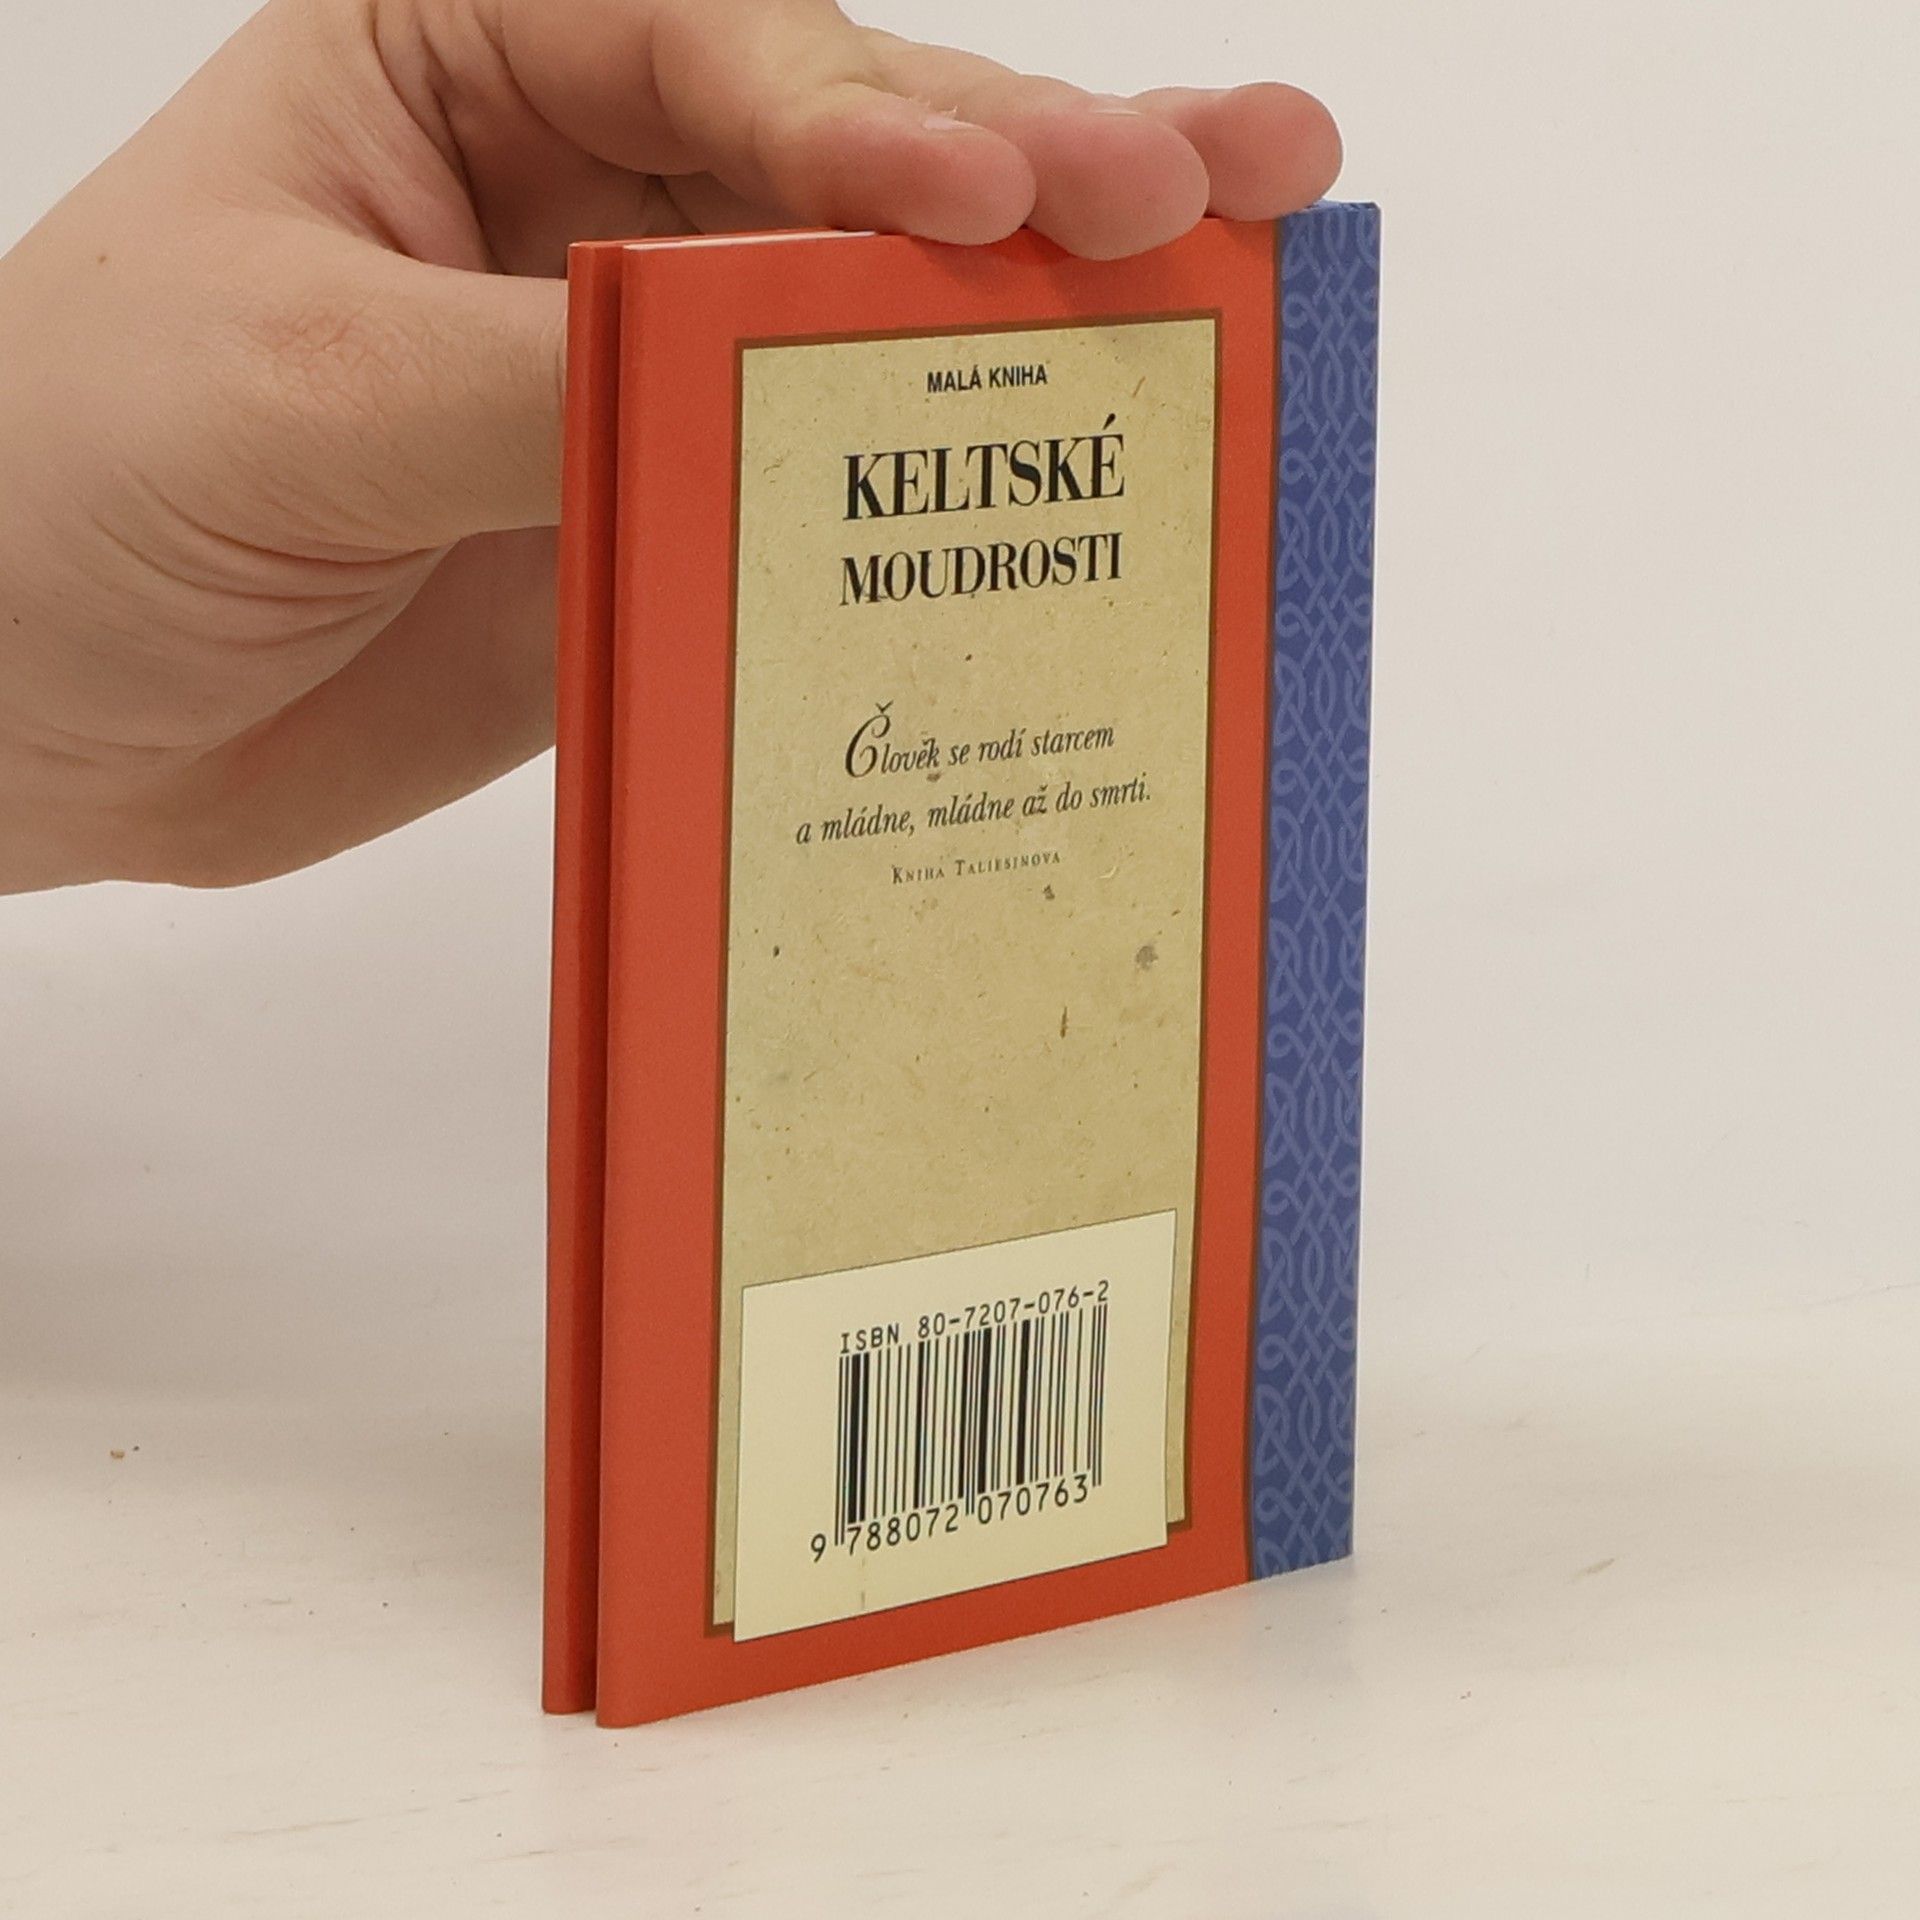 MALÁ KNIHA
KELTSKÉ
MOUDROSTI
Člověk se rodí starcem
a mládne, mládne až do smrti.
KNIHA TALIESINOVA
ISBN 80-7207-076-2
9 788072 070763